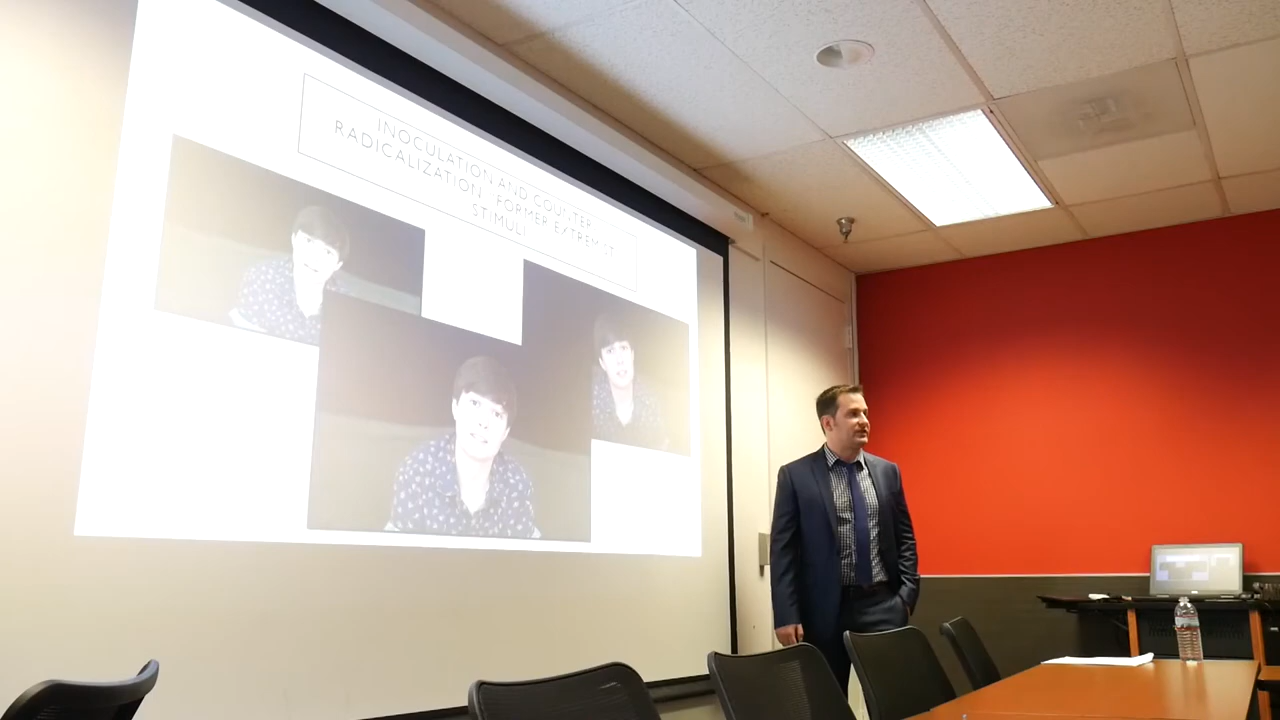 INOCULATION AND COUNTER
RADICALIZATION: FORMER EXTREMIST
STIMULI